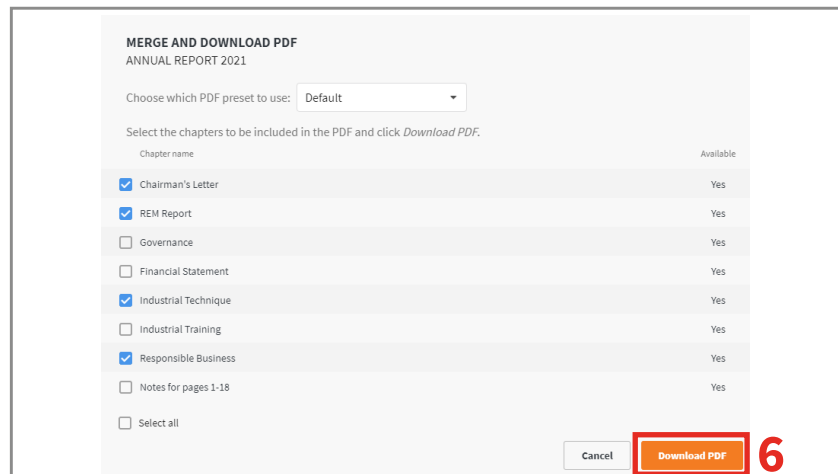 MERGE AND DOWNLOAD PDF
ANNUAL REPORT 2021
Choose which PDF preset to use: Default
Select the chapters to be included in the PDF and click Download PDF.
Chapter name Available
Chairman's Letter Yes
REM Report Yes
Governance Yes
Financial Statement Yes
Industrial Technique Yes
Industrial Training Yes
Responsible Business Yes
Notes for pages 1-18 Yes
Select all
Cancel Download PDF 6